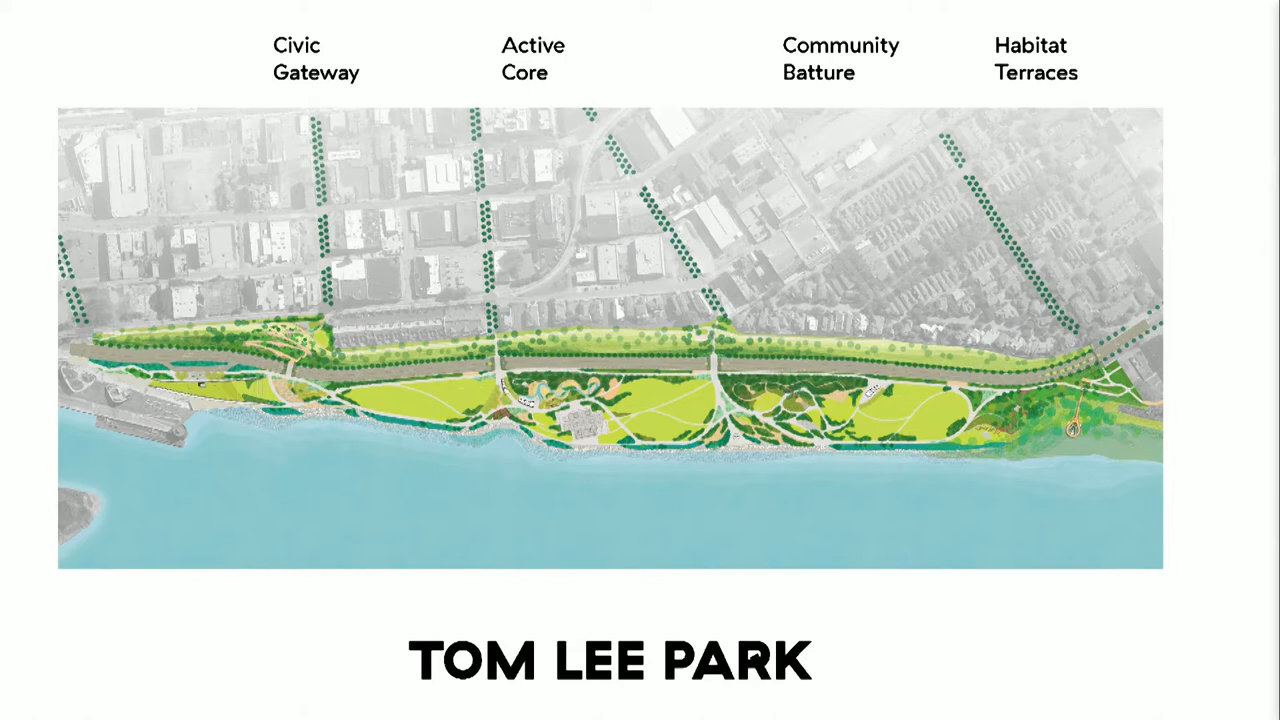 Civic
Gateway
Active
Core
Community
Batture
Habitat
Terraces
TOM LEE PARK